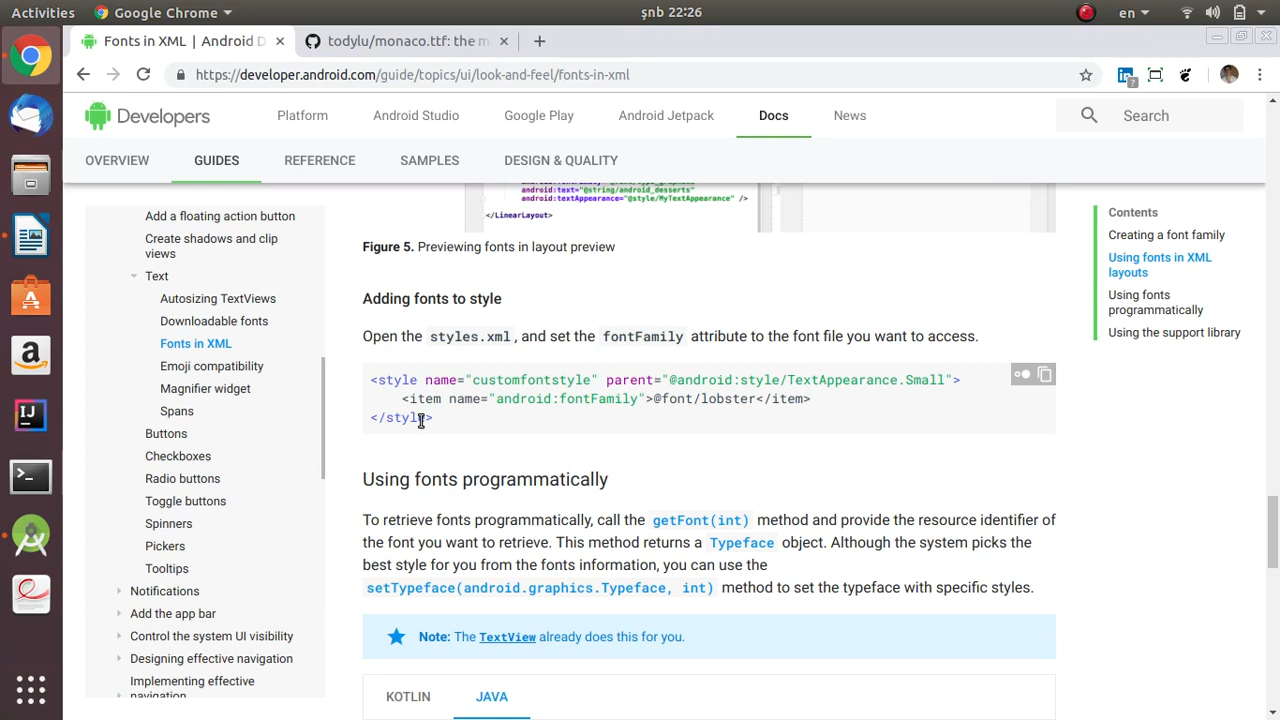 Activities
Google Chrome
şnb 22:26
en
Fonts in XML | Android D
todylu/monaco.ttf: the m
https://developer.android.com/guide/topics/ui/look-and-feel/fonts-in-xml
Developers
Platform
Android Studio
Google Play
Android Jetpack
Docs
News
Search
OVERVIEW
GUIDES
REFERENCE
SAMPLES
DESIGN & QUALITY
Add a floating action button
Create shadows and clip
views
Text
Autosizing TextViews
Downloadable fonts
Fonts in XML
Emoji compatibility
Magnifier widget
Spans
Buttons
Checkboxes
Radio buttons
Toggle buttons
Spinners
Pickers
Tooltips
Notifications
Add the app bar
Control the system UI visibility
Designing effective navigation
Implementing effective
navigation
android:text="@string/android_desserts"
android:textAppearance="@style/MyTextAppearance" />
</LinearLayout>
Figure 5. Previewing fonts in layout preview
Adding fonts to style
Open the styles.xml, and set the fontFamily attribute to the font file you want to access.
<style name="customfontstyle" parent="@android:style/TextAppearance.Small">
<item name="android:fontFamily">@font/lobster</item>
</style>
Using fonts programmatically
To retrieve fonts programmatically, call the getFont(int) method and provide the resource identifier of
the font you want to retrieve. This method returns a Typeface object. Although the system picks the
best style for you from the fonts information, you can use the
setTypeface(android.graphics.Typeface, int) method to set the typeface with specific styles.
Note: The TextView already does this for you.
KOTLIN
JAVA
Contents
Creating a font family
Using fonts in XML
layouts
Using fonts
programmatically
Using the support library